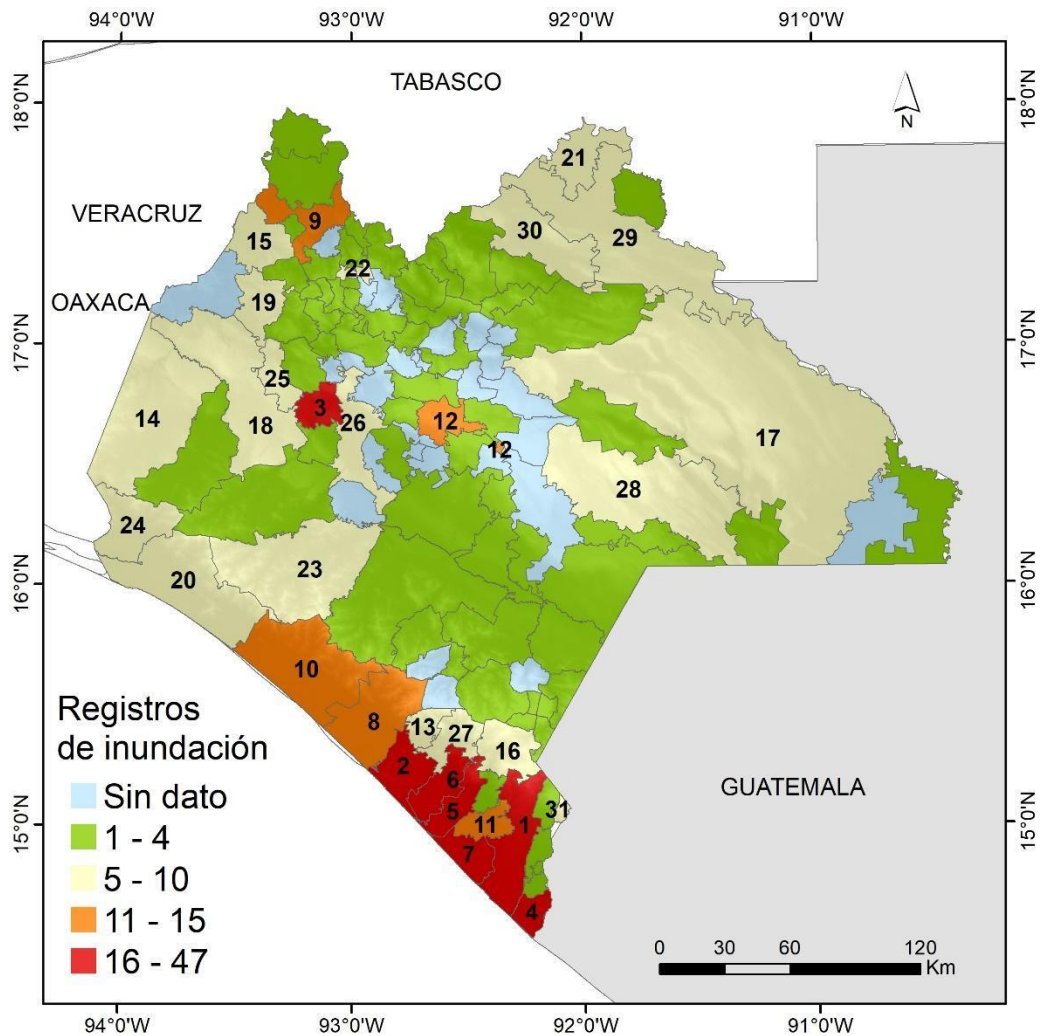 94°0'W 93°0'W 92°0'W 91°0'W
TABASCO
18°0'N 18°0'N
N
21
VERACRUZ
9
15
30
29
22
OAXACA
19
17°0'N 17°0'N
25
3
14
18
26
12
12
17
28
24
23
20
16°0'N 16°0'N
10
8
13
27
16
2
6
GUATEMALA
31
5
11
1
15°0'N 15°0'N
7
4
Registros
de inundación
Sin dato
1 - 4
5 - 10
11 - 15
16 - 47
0 30 60 120
Km
94°0'W 93°0'W 92°0'W 91°0'W